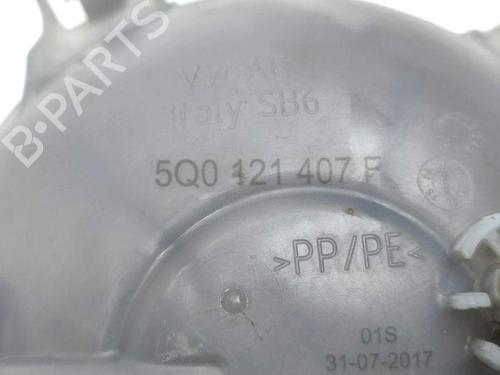 VW AG
Italy SB6
5Q0 121 407 F
>PP/PE<
01S
31-07-2017
B-PARTS